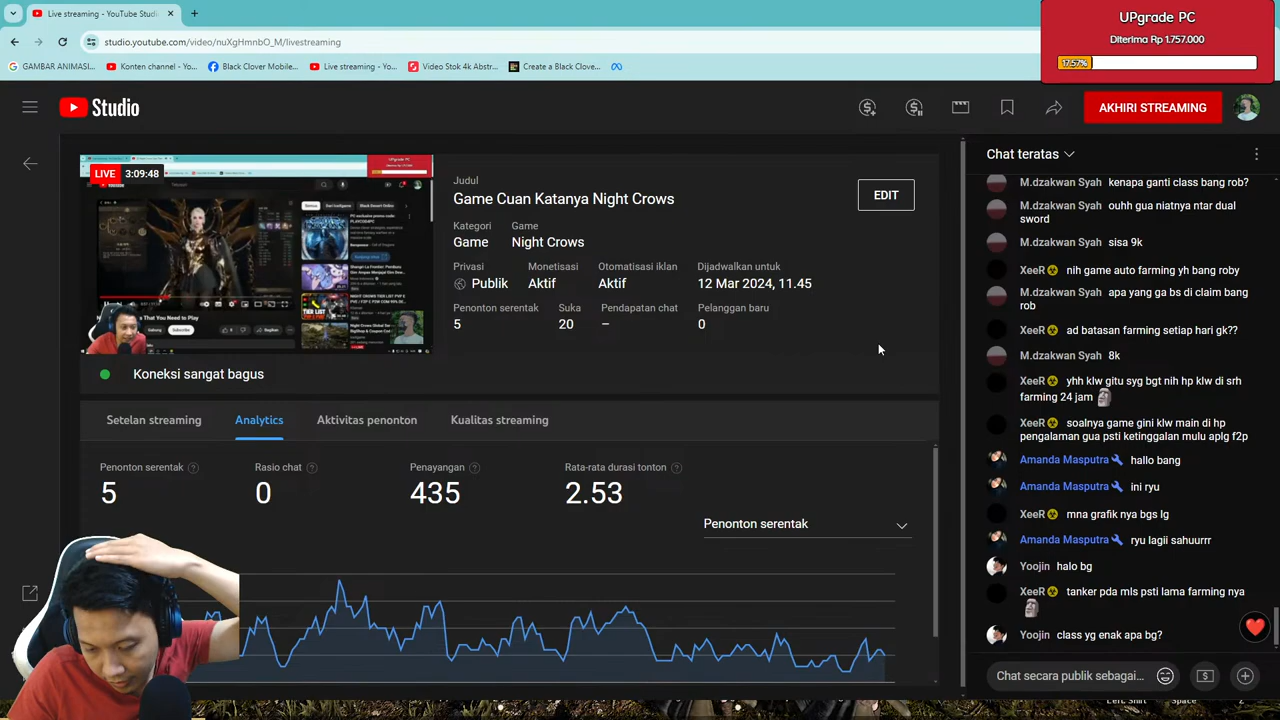 Live streaming - YouTube Studio
UPgrade PC
Diterima Rp 1.757.000
17.57%
studio.youtube.com/video/nuXgHmnbO_M/livestreaming
GAMBAR ANIMASI...
Konten channel - Yo...
Black Clover Mobile...
Live streaming - Yo...
Video Stok 4k Abstr...
Create a Black Clove...
Studio
AKHIRI STREAMING
LIVE 3:09:48
Judul
Game Cuan Katanya Night Crows
EDIT
Kategori Game
Game Night Crows
Privasi Monetisasi Otomatisasi iklan Dijadwalkan untuk
Publik Aktif Aktif 12 Mar 2024, 11.45
Penonton serentak Suka Pendapatan chat Pelanggan baru
5 20 – 0
Koneksi sangat bagus
Setelan streaming Analytics Aktivitas penonton Kualitas streaming
Penonton serentak Rasio chat Penayangan Rata-rata durasi tonton
5 0 435 2.53
Penonton serentak
Chat teratas
M.dzakwan Syah kenapa ganti class bang rob?
M.dzakwan Syah ouhh gua niatnya ntar dual
sword
M.dzakwan Syah sisa 9k
XeeR ini game auto farming yh bang roby
M.dzakwan Syah apa yang ga bs di claim bang
rob
XeeR ad batasan farming setiap hari gk??
M.dzakwan Syah 8k
XeeR yhh klw gitu syg bgt nih hp klw di srh
farming 24 jam
XeeR soalnya game gini klw main di hp
pengalaman gua psti ketinggalan mulu aplg f2p
Amanda Masputra hallo bang
Amanda Masputra ini ryu
XeeR mna grafik nya bgs lg
Amanda Masputra ryu lagii sahuurrr
Yoojin halo bg
XeeR tanker pda mls psti lama farming nya
Yoojin class yg enak apa bg?
Chat secara publik sebagai...